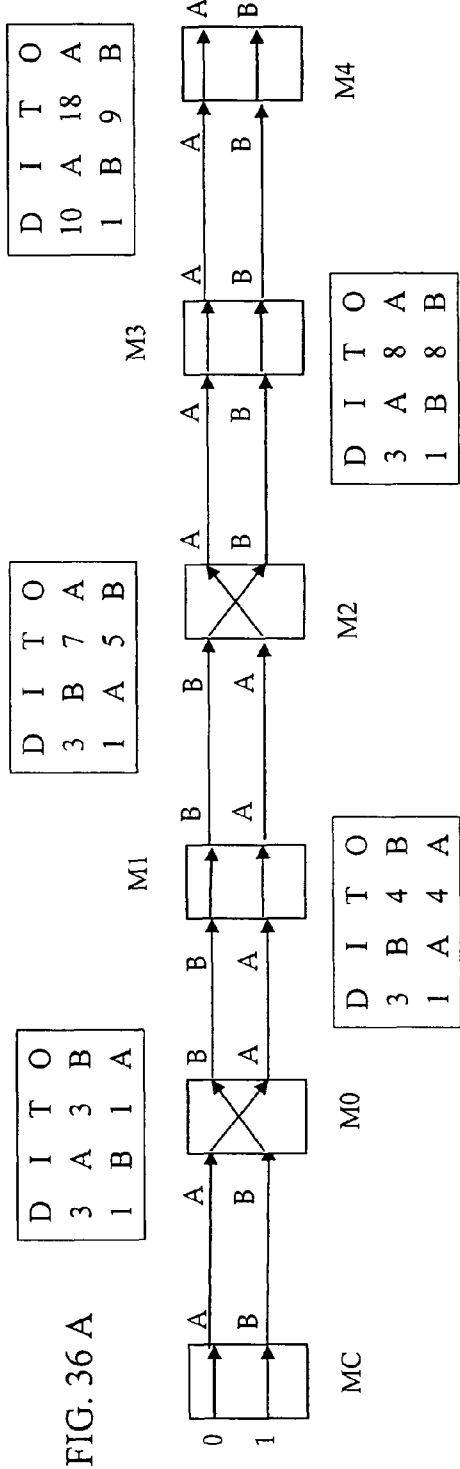 FIG. 36 A
D I T O
3 A 3 B
1 B 1 A
D I T O
3 B 7 A
1 A 5 B
D I T O
10 A 18 A
1 B 9 B
M1
M3
0
A A B B B B A A A A A
1
B B A A A A B B B B B
MC
M0
M2
M4
D I T O
3 B 4 B
1 A 4 A
D I T O
3 A 8 A
1 B 8 B